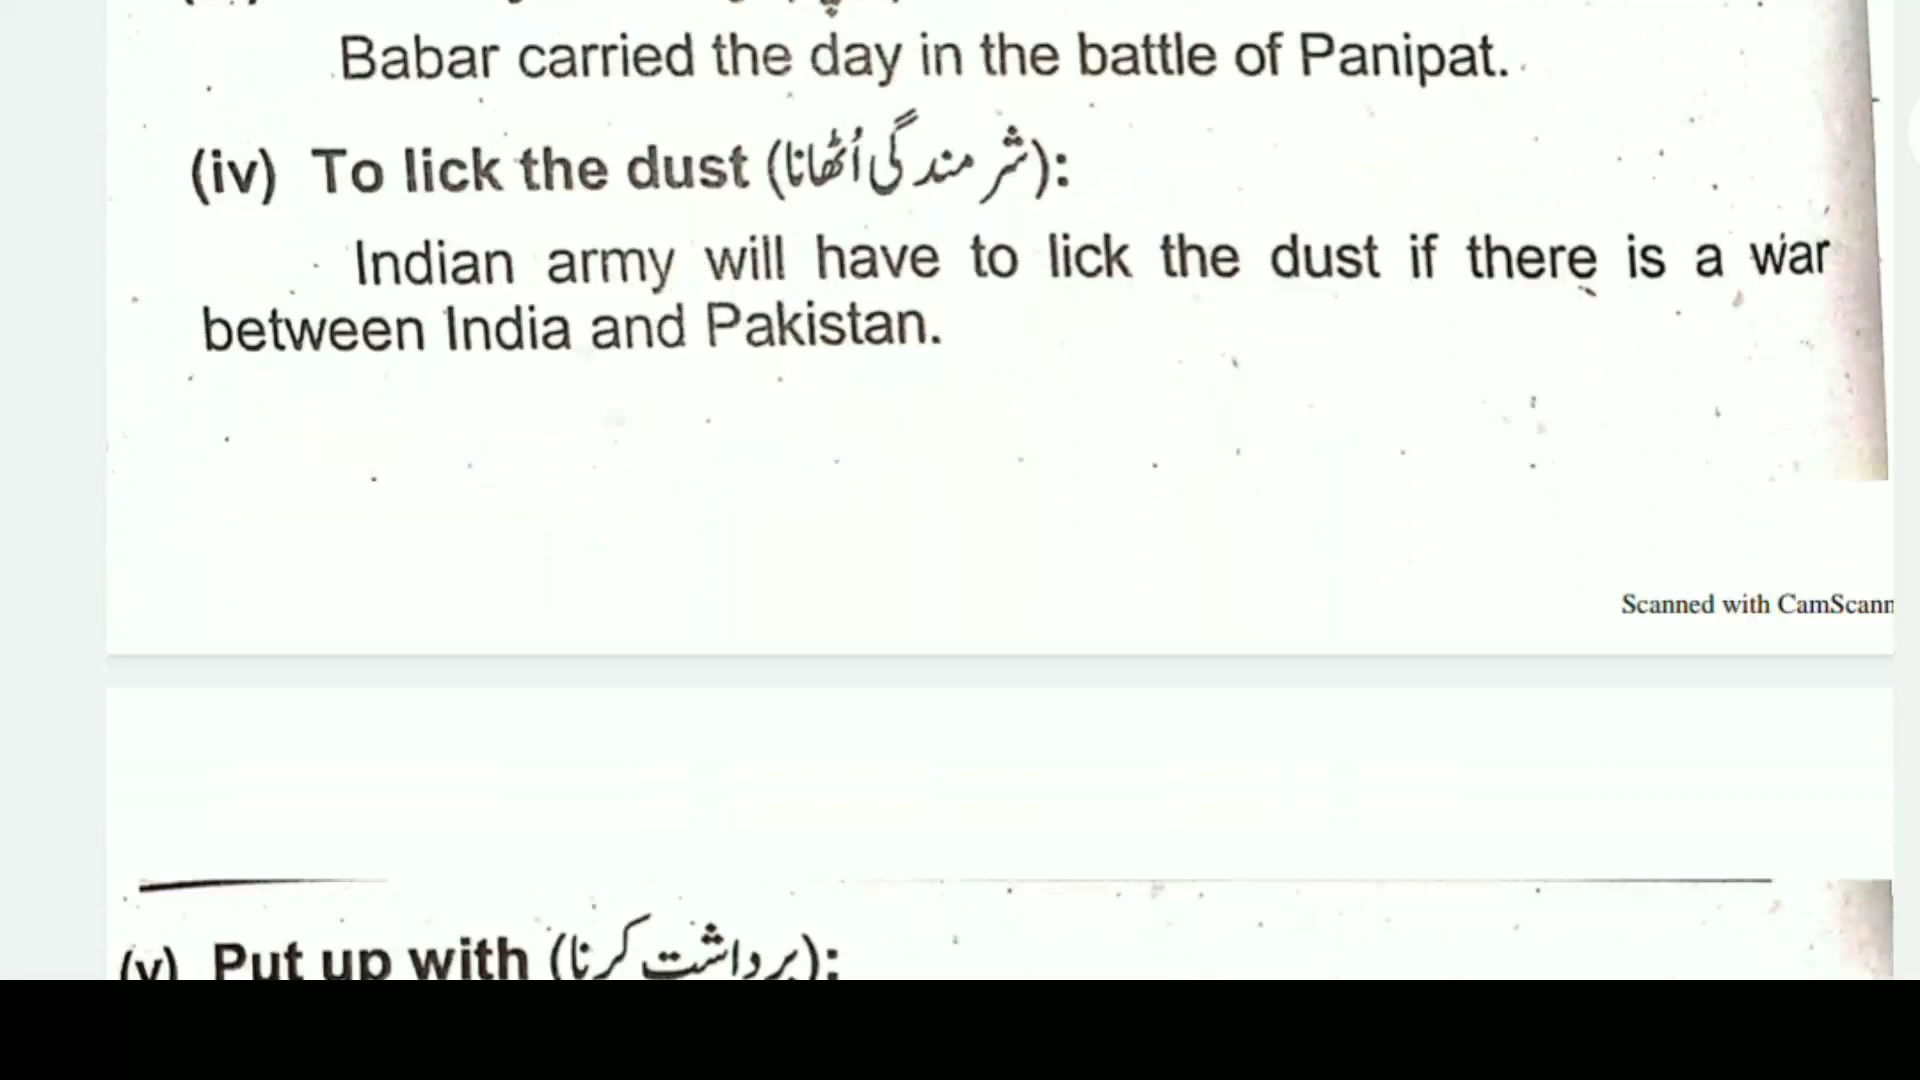 Babar carried the day in the battle of Panipat.
(iv) To lick the dust (شرمندگی اُٹھانا):
Indian army will have to lick the dust if there is a war
between India and Pakistan.
Scanned with CamScann
(v) Put up with (برداشت کرنا):